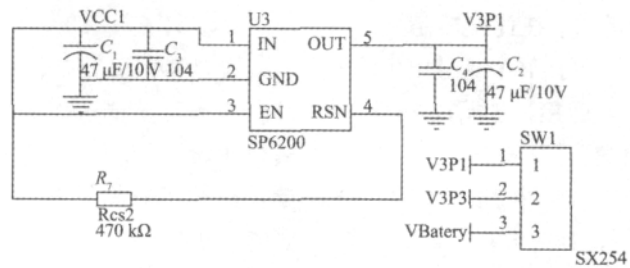 VCC1
U3
V3P1
C1
C3
47 μF/10 V 104
1 IN OUT 5
2 GND
3 EN RSN 4
SP6200
C4
104
C2
47 μF/10V
R7
Rcs2
470 kΩ
SW1
V3P1 1 1
V3P3 2 2
VBatery 3 3
SX254